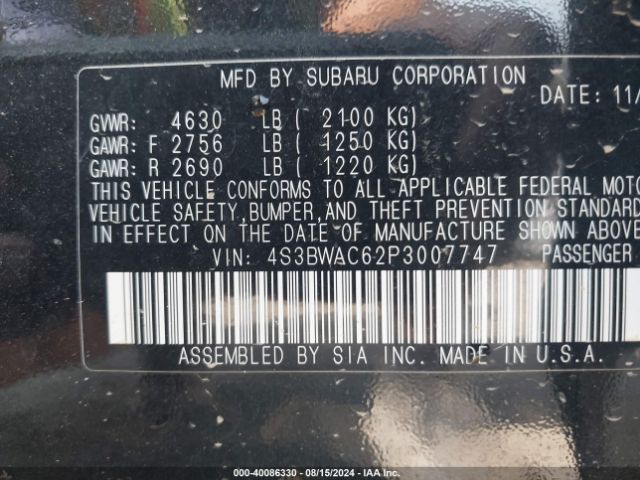 MFD BY SUBARU CORPORATION
DATE: 11/
GVWR: 4630 LB ( 2100 KG)
GAWR: F 2756 LB ( 1250 KG)
GAWR: R 2690 LB ( 1220 KG)
THIS VEHICLE CONFORMS TO ALL APPLICABLE FEDERAL MOTO
VEHICLE SAFETY, BUMPER, AND THEFT PREVENTION STANDARD
IN EFFECT ON THE DATE OF MANUFACTURE SHOWN ABOVE
VIN: 4S3BWAC62P3007747 PASSENGER
ASSEMBLED BY SIA INC. MADE IN U.S.A.
000-40086330 - 08/15/2024 - IAA Inc.